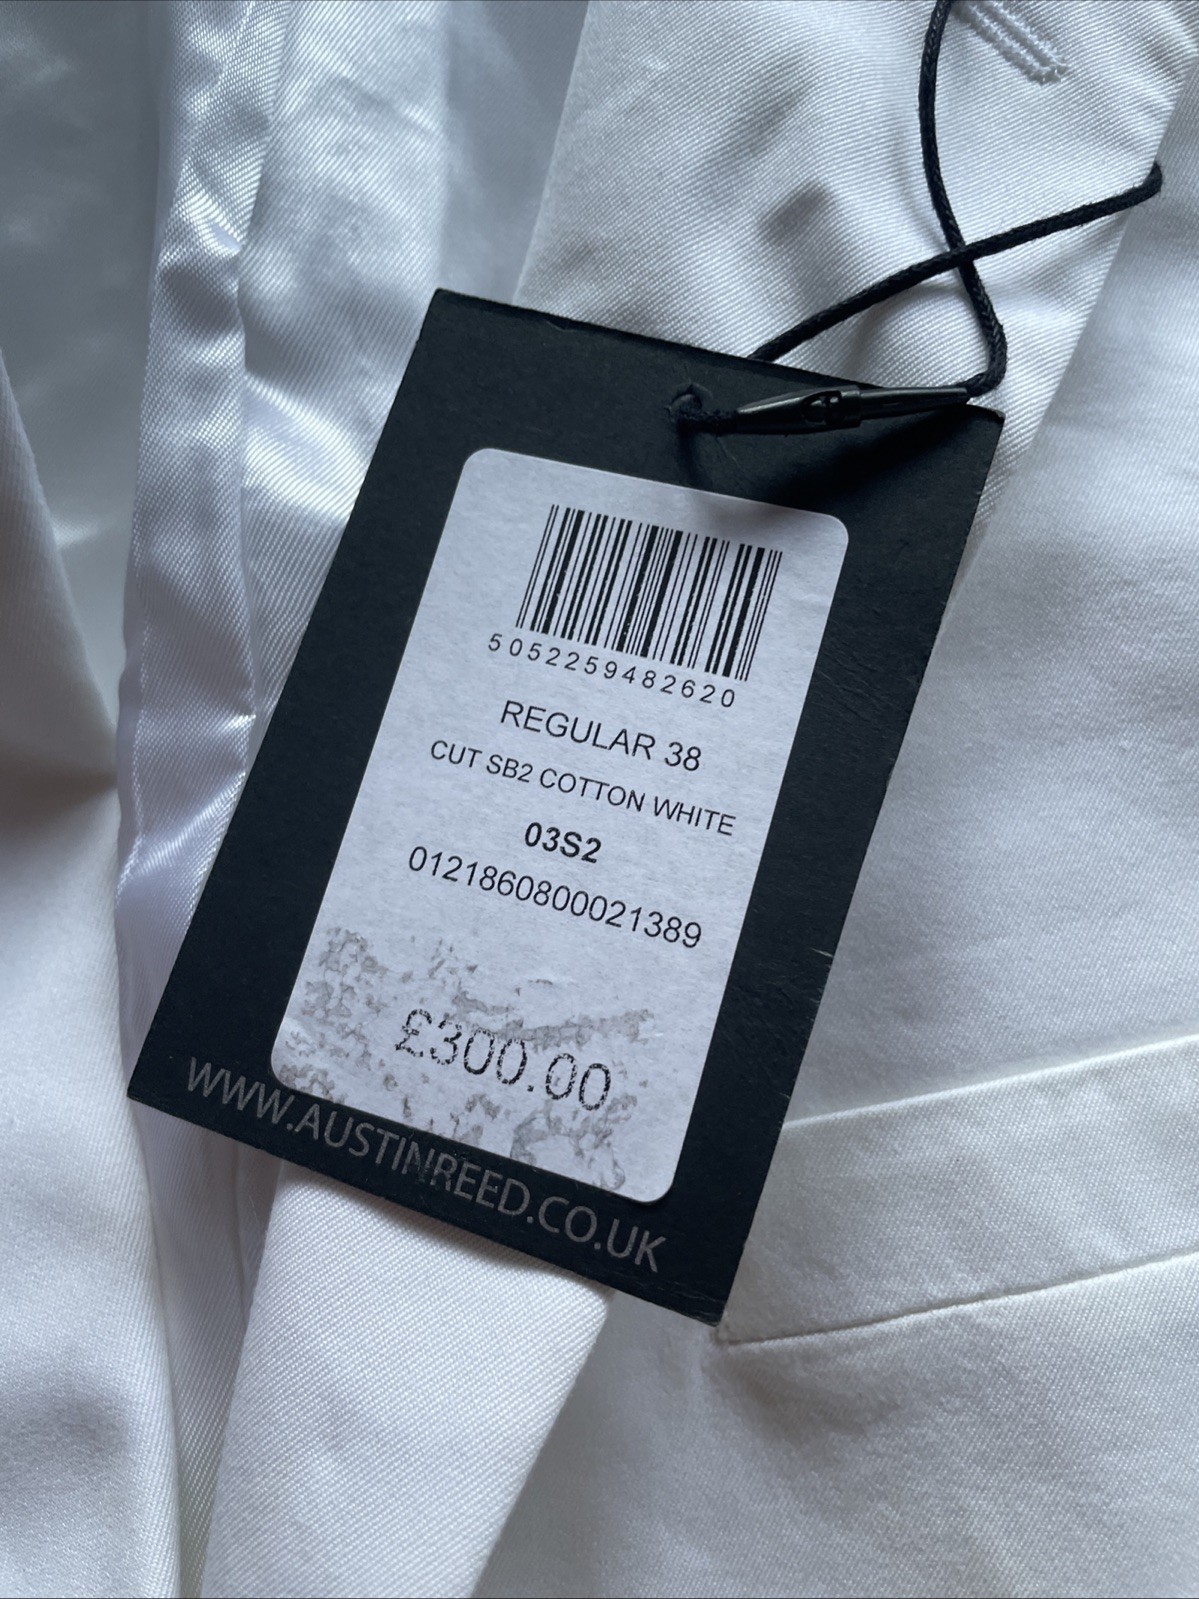 5052259482620
REGULAR 38
CUT SB2 COTTON WHITE
03S2
0121860800021389
£300.00
WWW.AUSTINREED.CO.UK